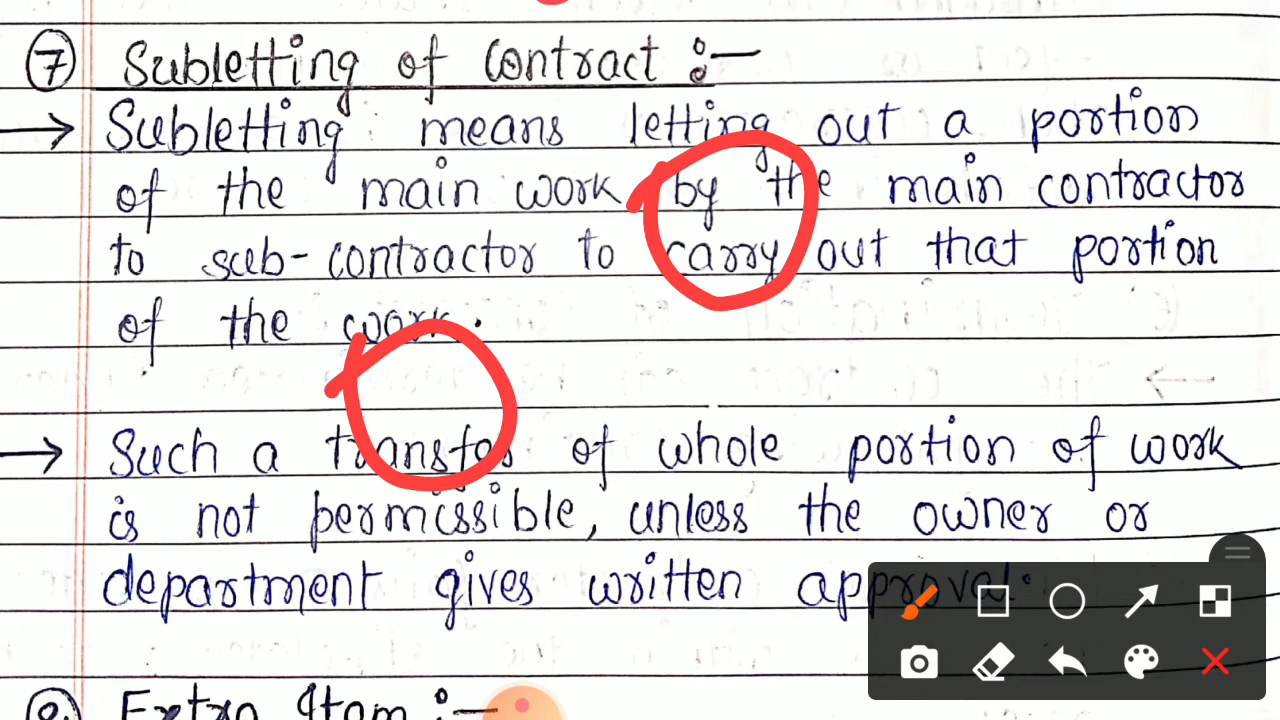 ⑦ Subletting of contract :-
→ Subletting means letting out a portion
of the main work by the main contractor
to sub-contractor to carry out that portion
of the work.
→ Such a transfer of whole portion of work
is not permissible, unless the owner or
department gives written approval.
8. Extra Item :-